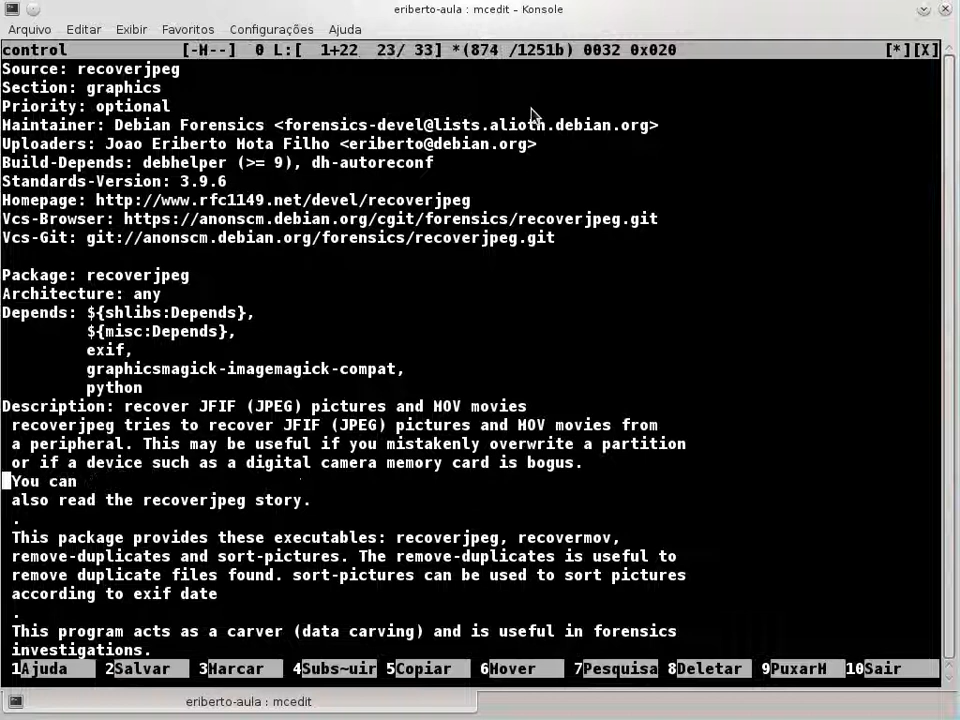 eriberto-aula : mcedit – Konsole
Arquivo Editar Exibir Favoritos Configurações Ajuda
control [-H--] 0 L:[ 1+22 23/ 33] *(874 /1251b) 0032 0x020 [*][X]
Source: recoverjpeg
Section: graphics
Priority: optional
Maintainer: Debian Forensics <forensics-devel@lists.alioth.debian.org>
Uploaders: Joao Eriberto Mota Filho <eriberto@debian.org>
Build-Depends: debhelper (>= 9), dh-autoreconf
Standards-Version: 3.9.6
Homepage: http://www.rfc1149.net/devel/recoverjpeg
Vcs-Browser: https://anonscm.debian.org/cgit/forensics/recoverjpeg.git
Vcs-Git: git://anonscm.debian.org/forensics/recoverjpeg.git
Package: recoverjpeg
Architecture: any
Depends: ${shlibs:Depends},
${misc:Depends},
exif,
graphicsmagick-imagemagick-compat,
python
Description: recover JFIF (JPEG) pictures and MOV movies
recoverjpeg tries to recover JFIF (JPEG) pictures and MOV movies from
a peripheral. This may be useful if you mistakenly overwrite a partition
or if a device such as a digital camera memory card is bogus.
You can
also read the recoverjpeg story.
.
This package provides these executables: recoverjpeg, recovermov,
remove-duplicates and sort-pictures. The remove-duplicates is useful to
remove duplicate files found. sort-pictures can be used to sort pictures
according to exif date
.
This program acts as a carver (data carving) and is useful in forensics
investigations.
1Ajuda 2Salvar 3Marcar 4Subs~uir 5Copiar 6Mover 7Pesquisa 8Deletar 9PuxarM 10Sair
eriberto-aula : mcedit